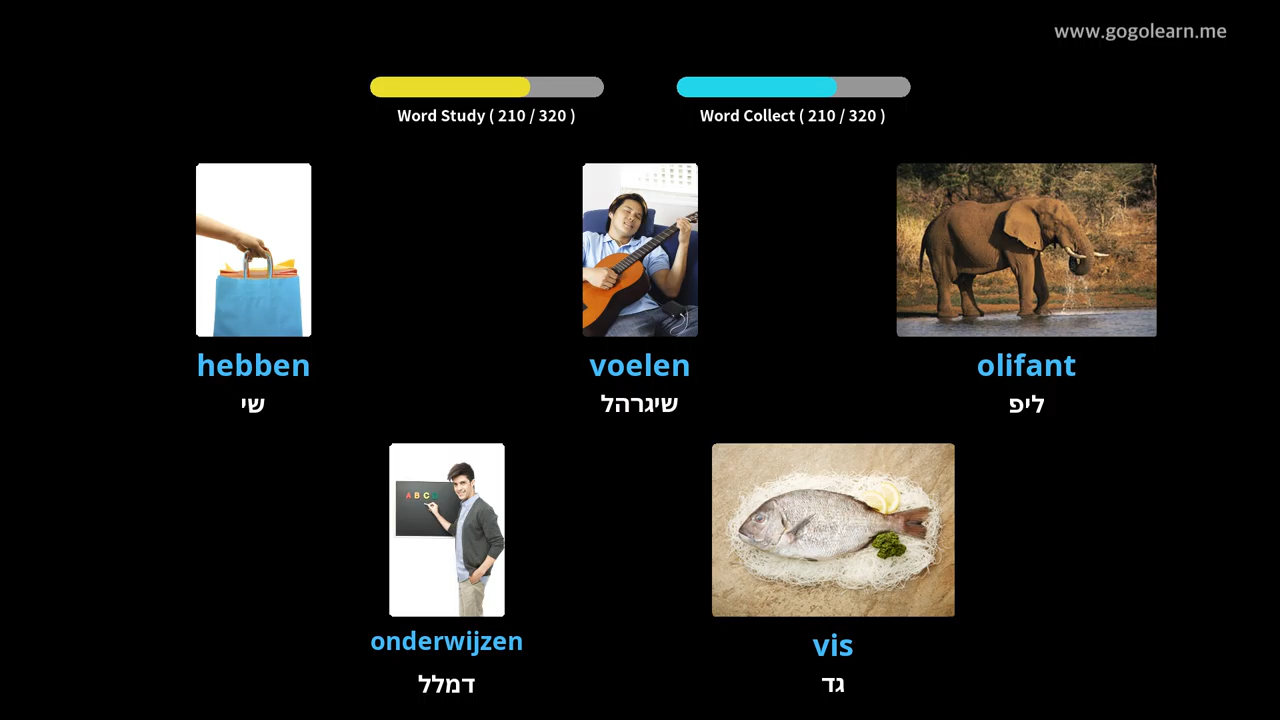 www.gogolearn.me
Word Study ( 210 / 320 )
Word Collect ( 210 / 320 )
hebben
שי
voelen
שיגרהל
olifant
ליפ
onderwijzen
דמלל
vis
גד